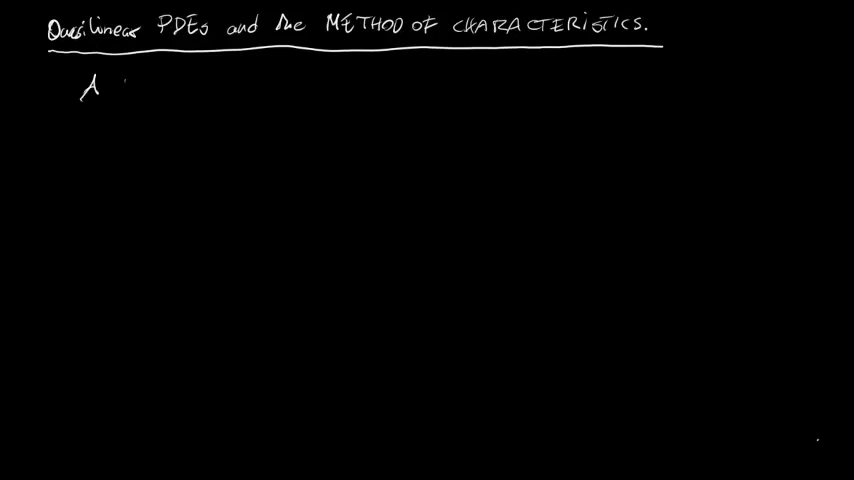 Quasilinear PDEs and the METHOD OF CHARACTERISTICS.
A